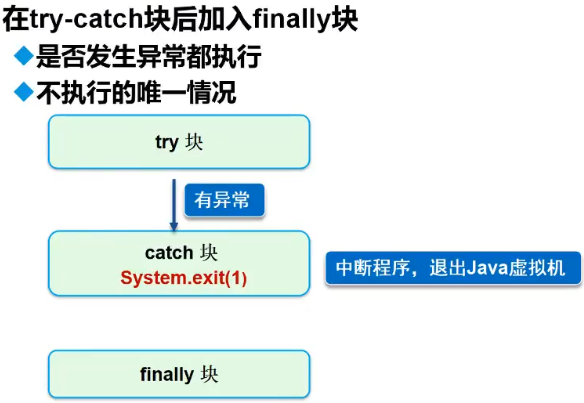 在try-catch块后加入finally块
是否发生异常都执行
不执行的唯一情况
try 块
有异常
catch 块
System.exit(1)
中断程序，退出Java虚拟机
finally 块